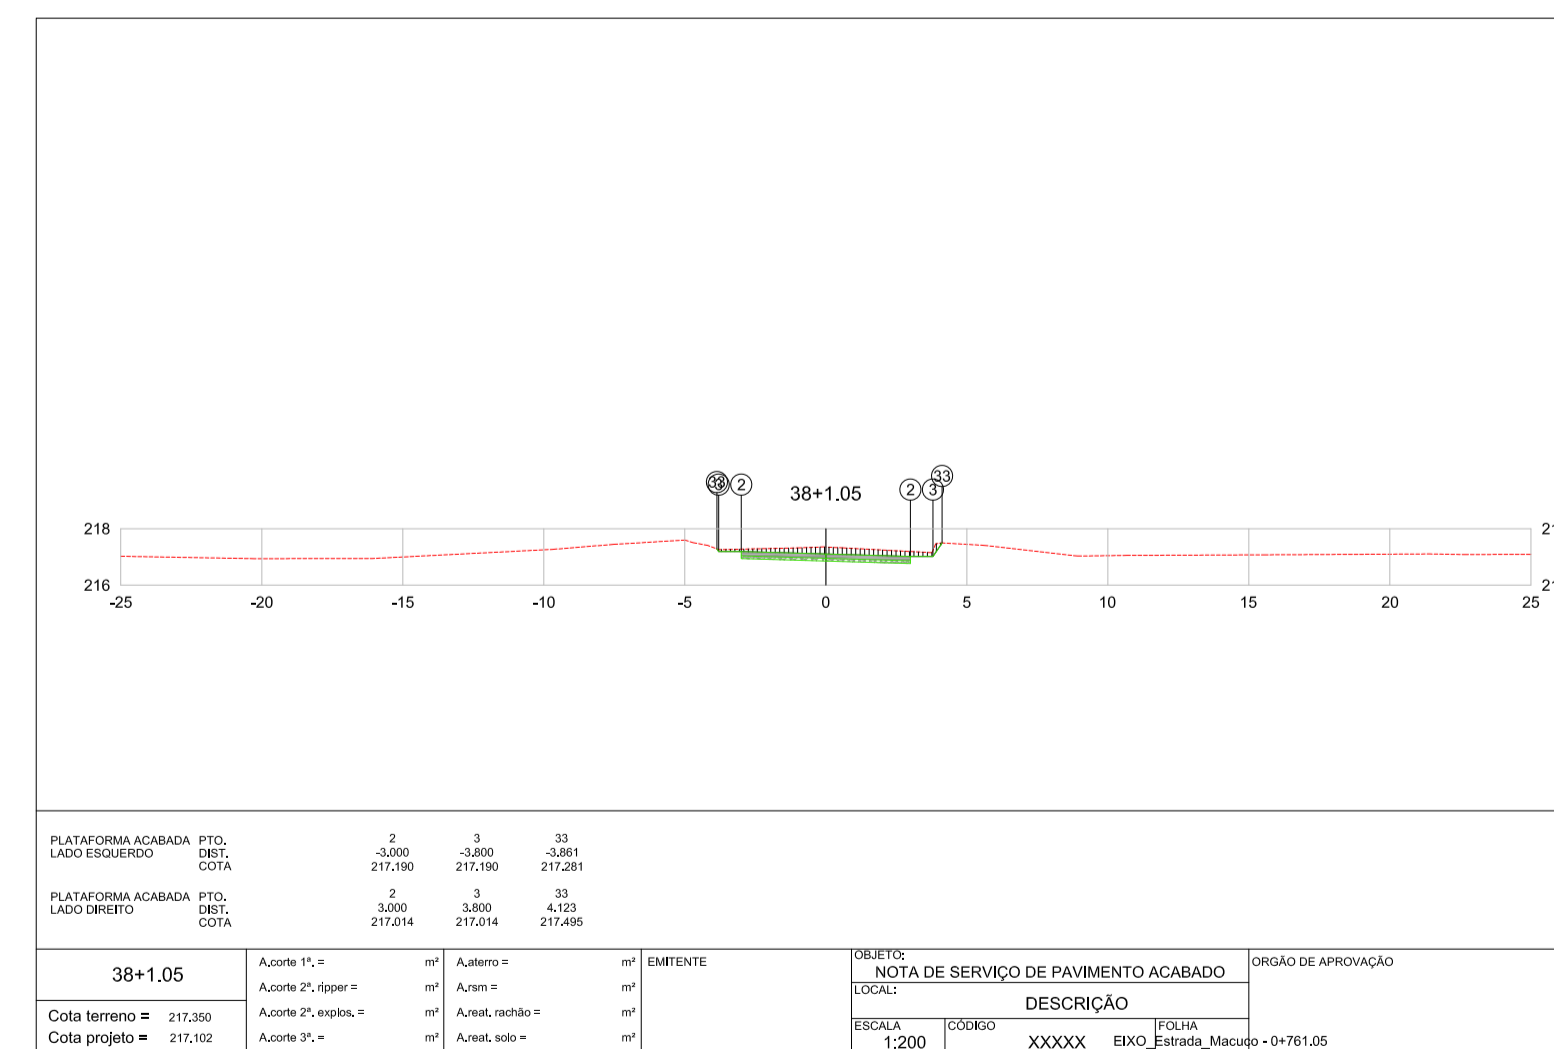 33 3 2 38+1.05 2 3 33
218
216
-25 -20 -15 -10 -5 0 5 10 15 20 25
PLATAFORMA ACABADA PTO. 2 3 33
LADO ESQUERDO DIST. -3.000 -3.800 -3.861
COTA 217.190 217.190 217.281
PLATAFORMA ACABADA PTO. 2 3 33
LADO DIREITO DIST. 3.000 3.800 4.123
COTA 217.014 217.014 217.495
38+1.05
Cota terreno = 217.350
Cota projeto = 217.102
A.corte 1ª. = m²
A.corte 2ª. ripper = m²
A.corte 2ª. explos. = m²
A.corte 3ª. = m²
A.aterro = m²
A.rsm = m²
A.reat. rachão = m²
A.reat. solo = m²
EMITENTE
OBJETO:
NOTA DE SERVIÇO DE PAVIMENTO ACABADO
LOCAL:
DESCRIÇÃO
ESCALA
1:200
CÓDIGO
XXXXX
FOLHA
EIXO_Estrada_Macuco - 0+761.05
ORGÃO DE APROVAÇÃO